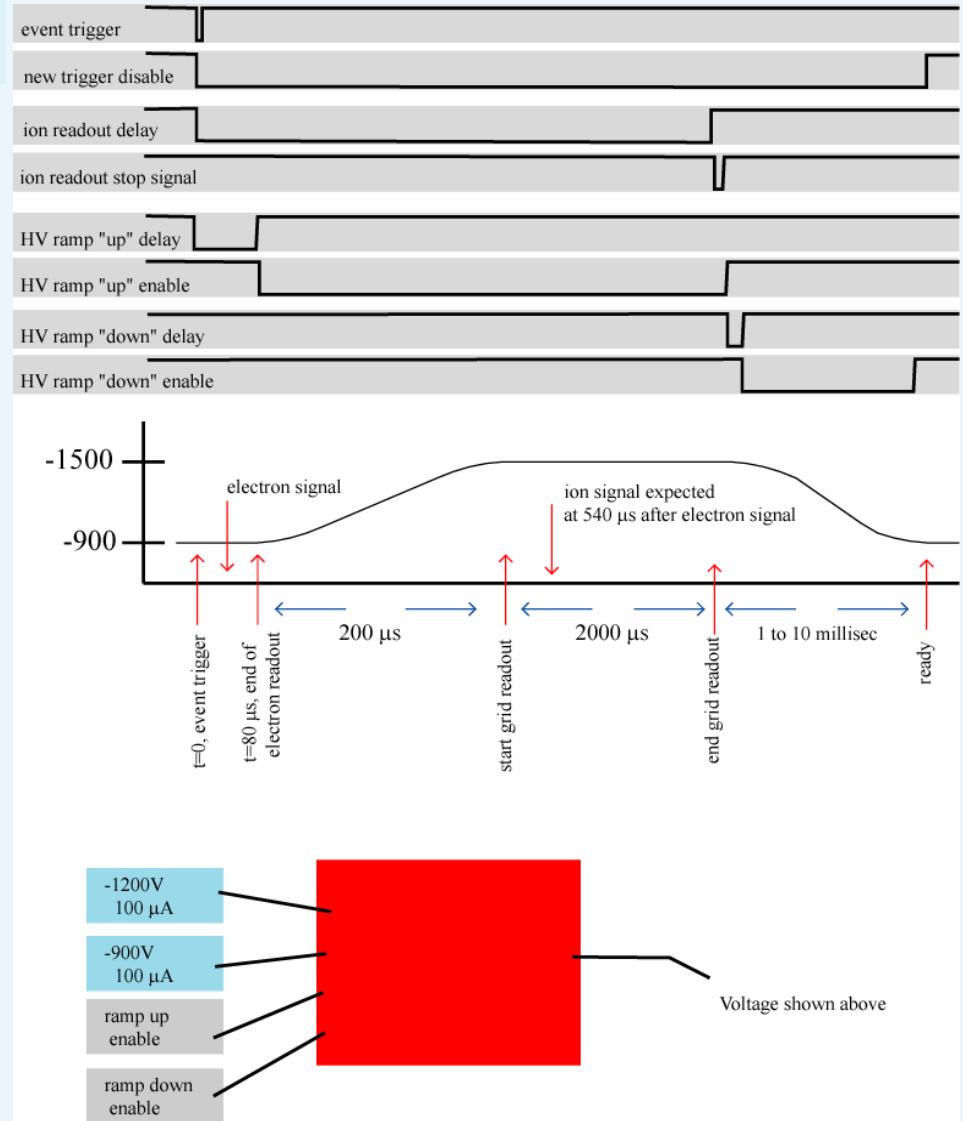 event trigger
new trigger disable
ion readout delay
ion readout stop signal
HV ramp "up" delay
HV ramp "up" enable
HV ramp "down" delay
HV ramp "down" enable
-1500
-900
electron signal
ion signal expected
at 540 μs after electron signal
200 μs
2000 μs
1 to 10 millisec
t=0, event trigger
t=80 μs, end of
electron readout
start grid readout
end grid readout
ready
-1200V
100 μA
-900V
100 μA
ramp up
enable
ramp down
enable
Voltage shown above